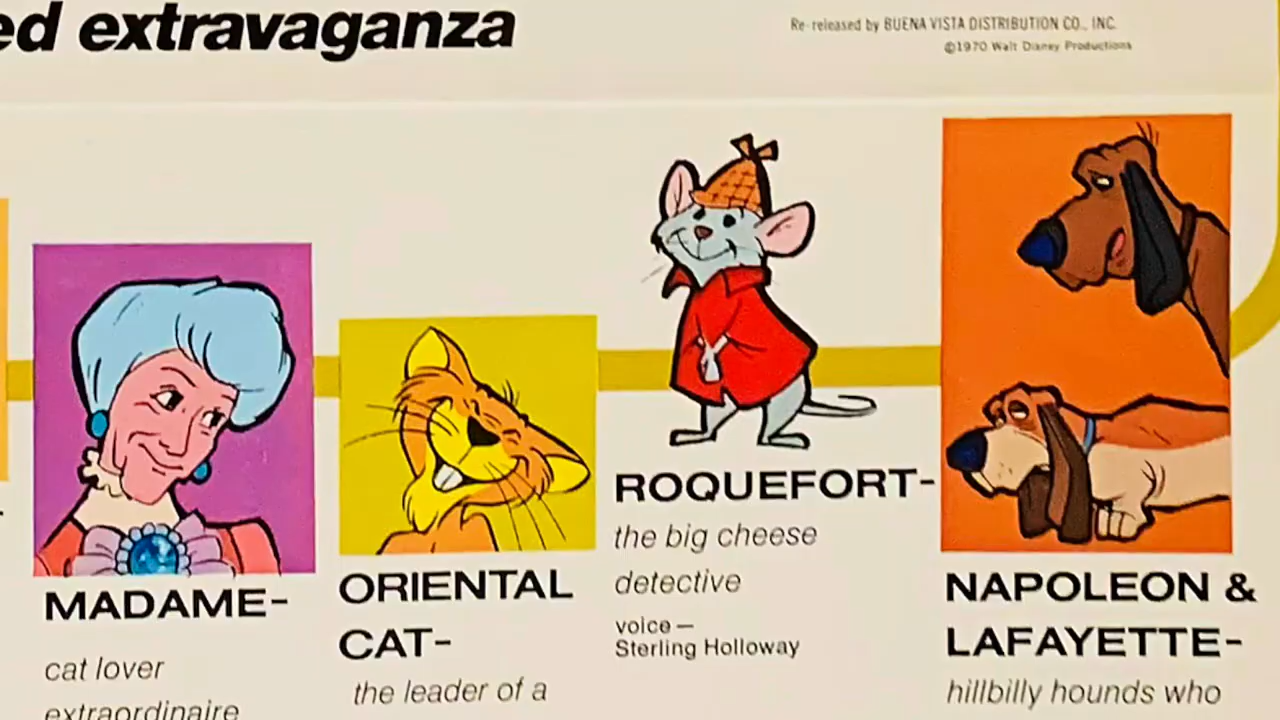 ed extravaganza
Re-released by BUENA VISTA DISTRIBUTION CO., INC.
©1970 Walt Disney Productions
MADAME-
cat lover
extraordinaire
ORIENTAL
CAT-
the leader of a
ROQUEFORT-
the big cheese
detective
voice —
Sterling Holloway
NAPOLEON &
LAFAYETTE-
hillbilly hounds who